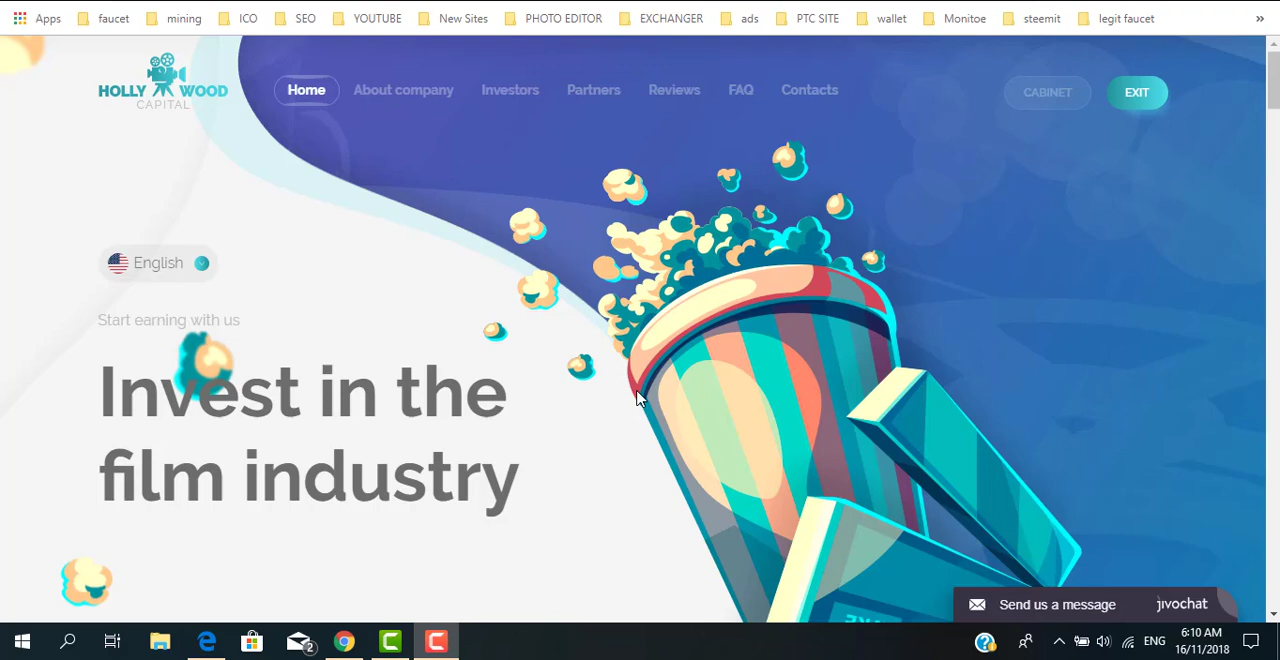 Apps faucet mining ICO SEO YOUTUBE New Sites PHOTO EDITOR EXCHANGER ads PTC SITE wallet Monitoe steemit legit faucet »
HOLLY WOOD
CAPITAL
Home About company Investors Partners Reviews FAQ Contacts CABINET EXIT
English
Start earning with us
Invest in the
film industry
Send us a message jivochat
2 ENG 6:10 AM
16/11/2018